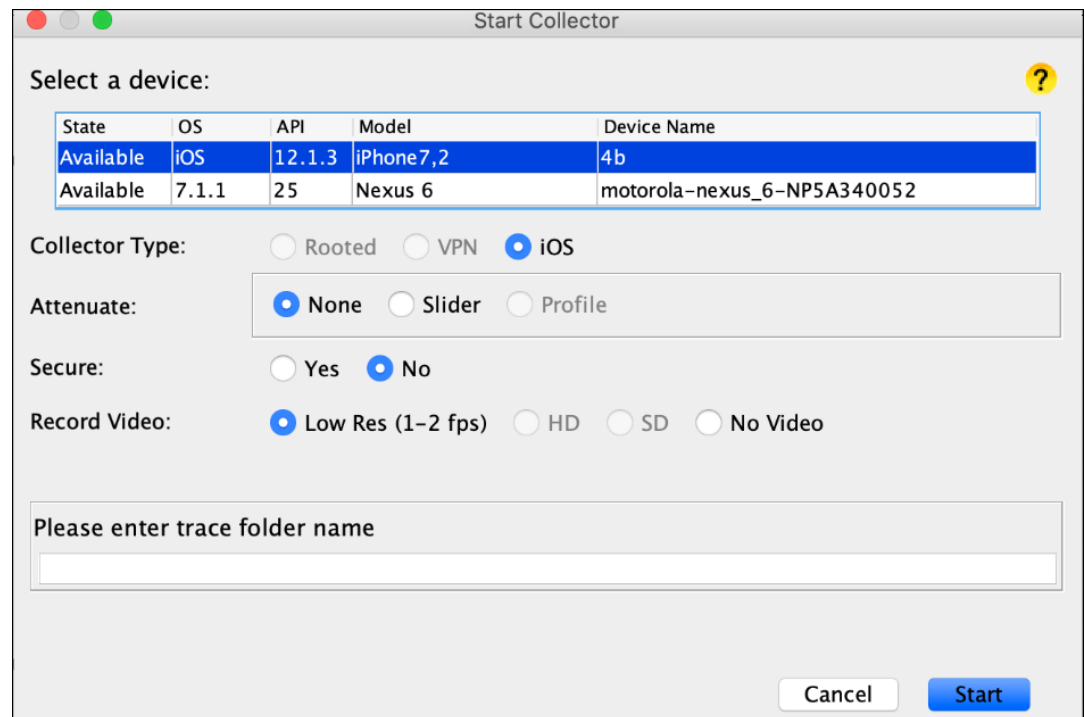 Start Collector
Select a device:
?
State OS API Model Device Name
Available iOS 12.1.3 iPhone7,2 4b
Available 7.1.1 25 Nexus 6 motorola-nexus_6-NP5A340052
Collector Type: Rooted VPN iOS
Attenuate: None Slider Profile
Secure: Yes No
Record Video: Low Res (1-2 fps) HD SD No Video
Please enter trace folder name
Cancel Start